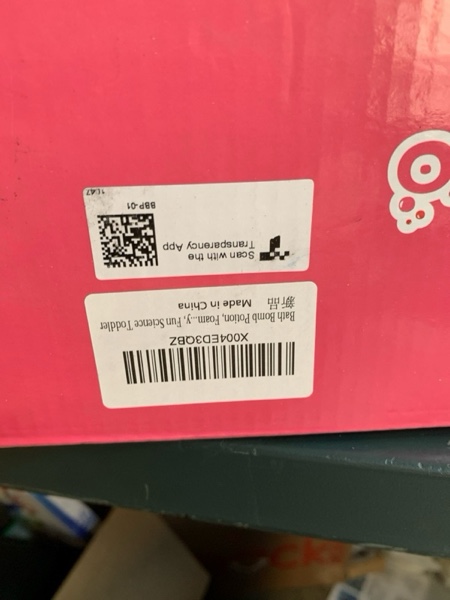 X004ED3QBZ
Bath Bomb Potion, Foam...y, Fun Science Toddler
新品
Made in China
Scan with the
Transparency App
BBP-01